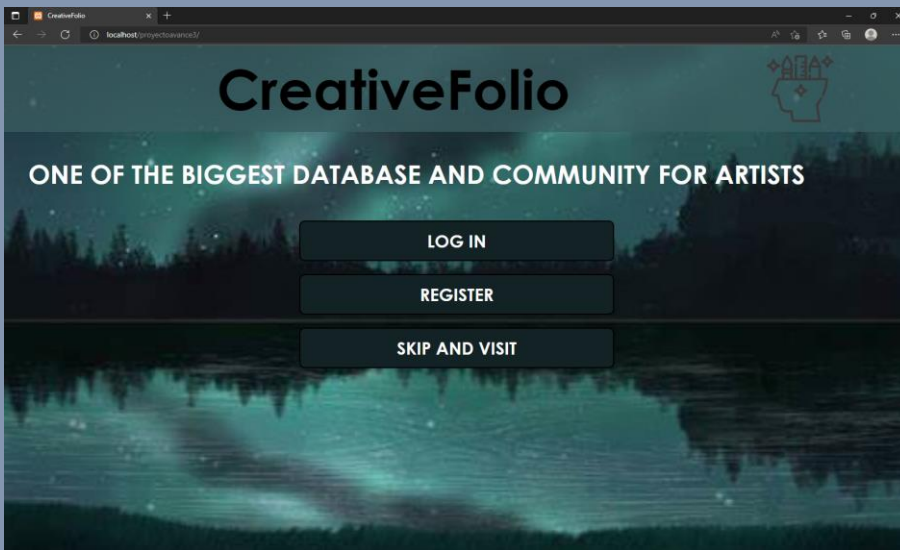 CreativeFolio
localhost/proyectoavance3/
CreativeFolio
ONE OF THE BIGGEST DATABASE AND COMMUNITY FOR ARTISTS
LOG IN
REGISTER
SKIP AND VISIT